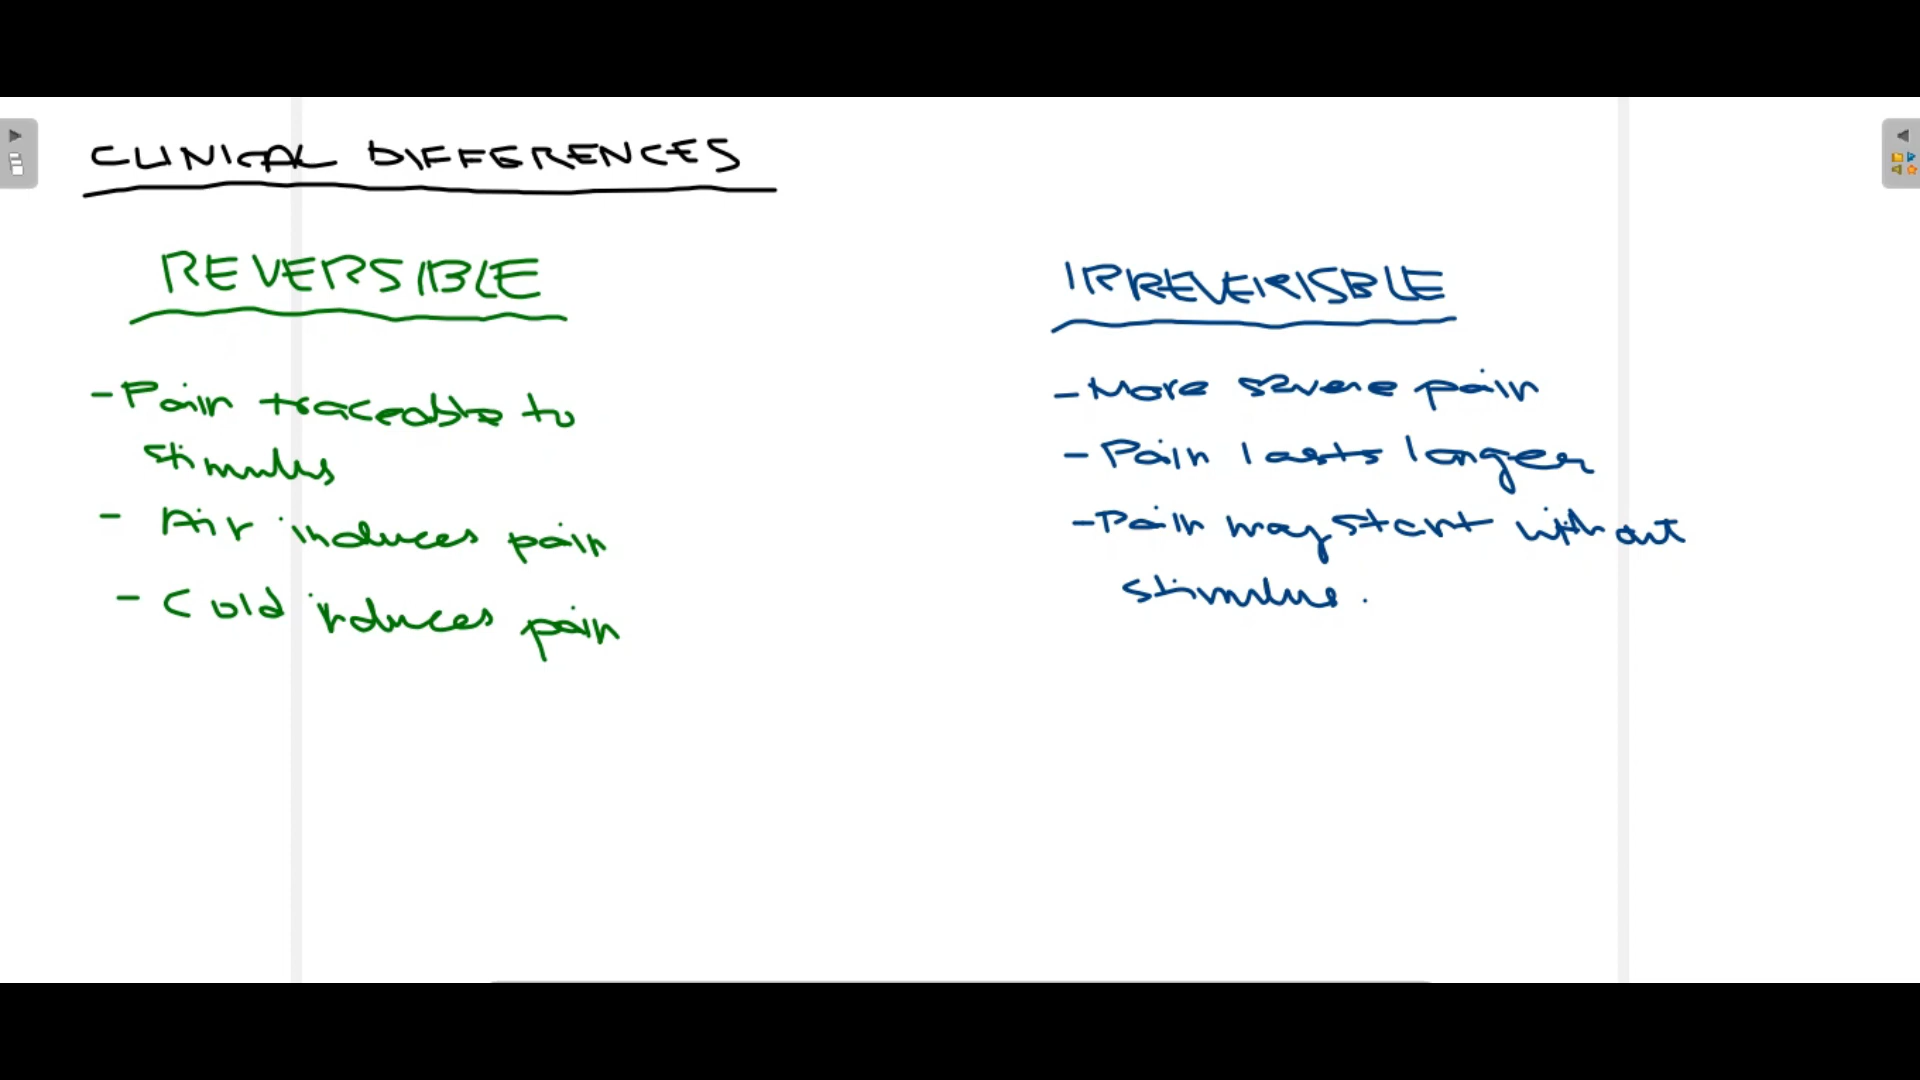 CLINICAL DIFFERENCES
REVERSIBLE
- Pain traceable to
stimulus
- Air induces pain
- Cold induces pain
IRREVERISBLE
- More severe pain
- Pain lasts longer
- Pain may start without
stimulus.